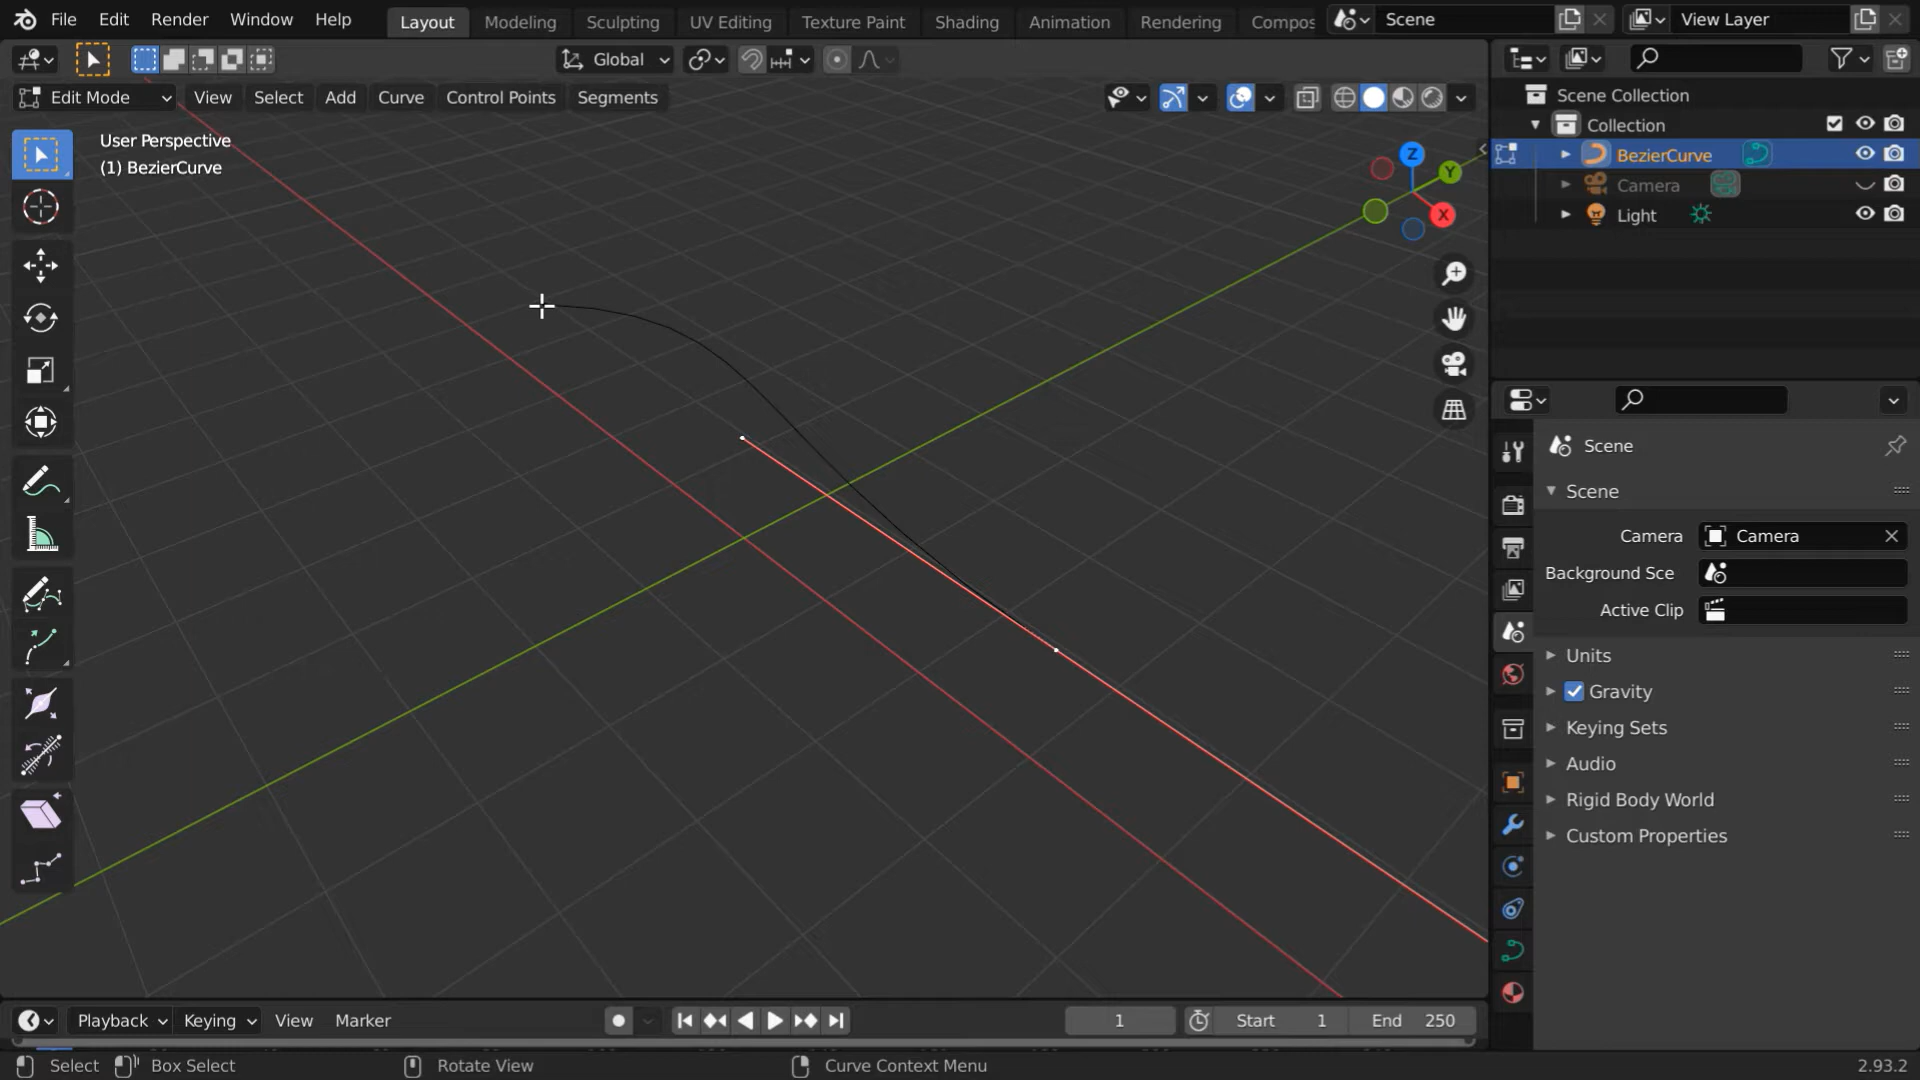 File Edit Render Window Help Layout Modeling Sculpting UV Editing Texture Paint Shading Animation Rendering Compos Scene View Layer
Global
Edit Mode View Select Add Curve Control Points Segments
User Perspective
(1) BezierCurve
Z
Y
X
Scene Collection
Collection
BezierCurve
Camera
Light
Scene
Scene
Camera Camera
Background Sce
Active Clip
Units
Gravity
Keying Sets
Audio
Rigid Body World
Custom Properties
Playback Keying View Marker 1 Start 1 End 250
Select Box Select Rotate View Curve Context Menu 2.93.2